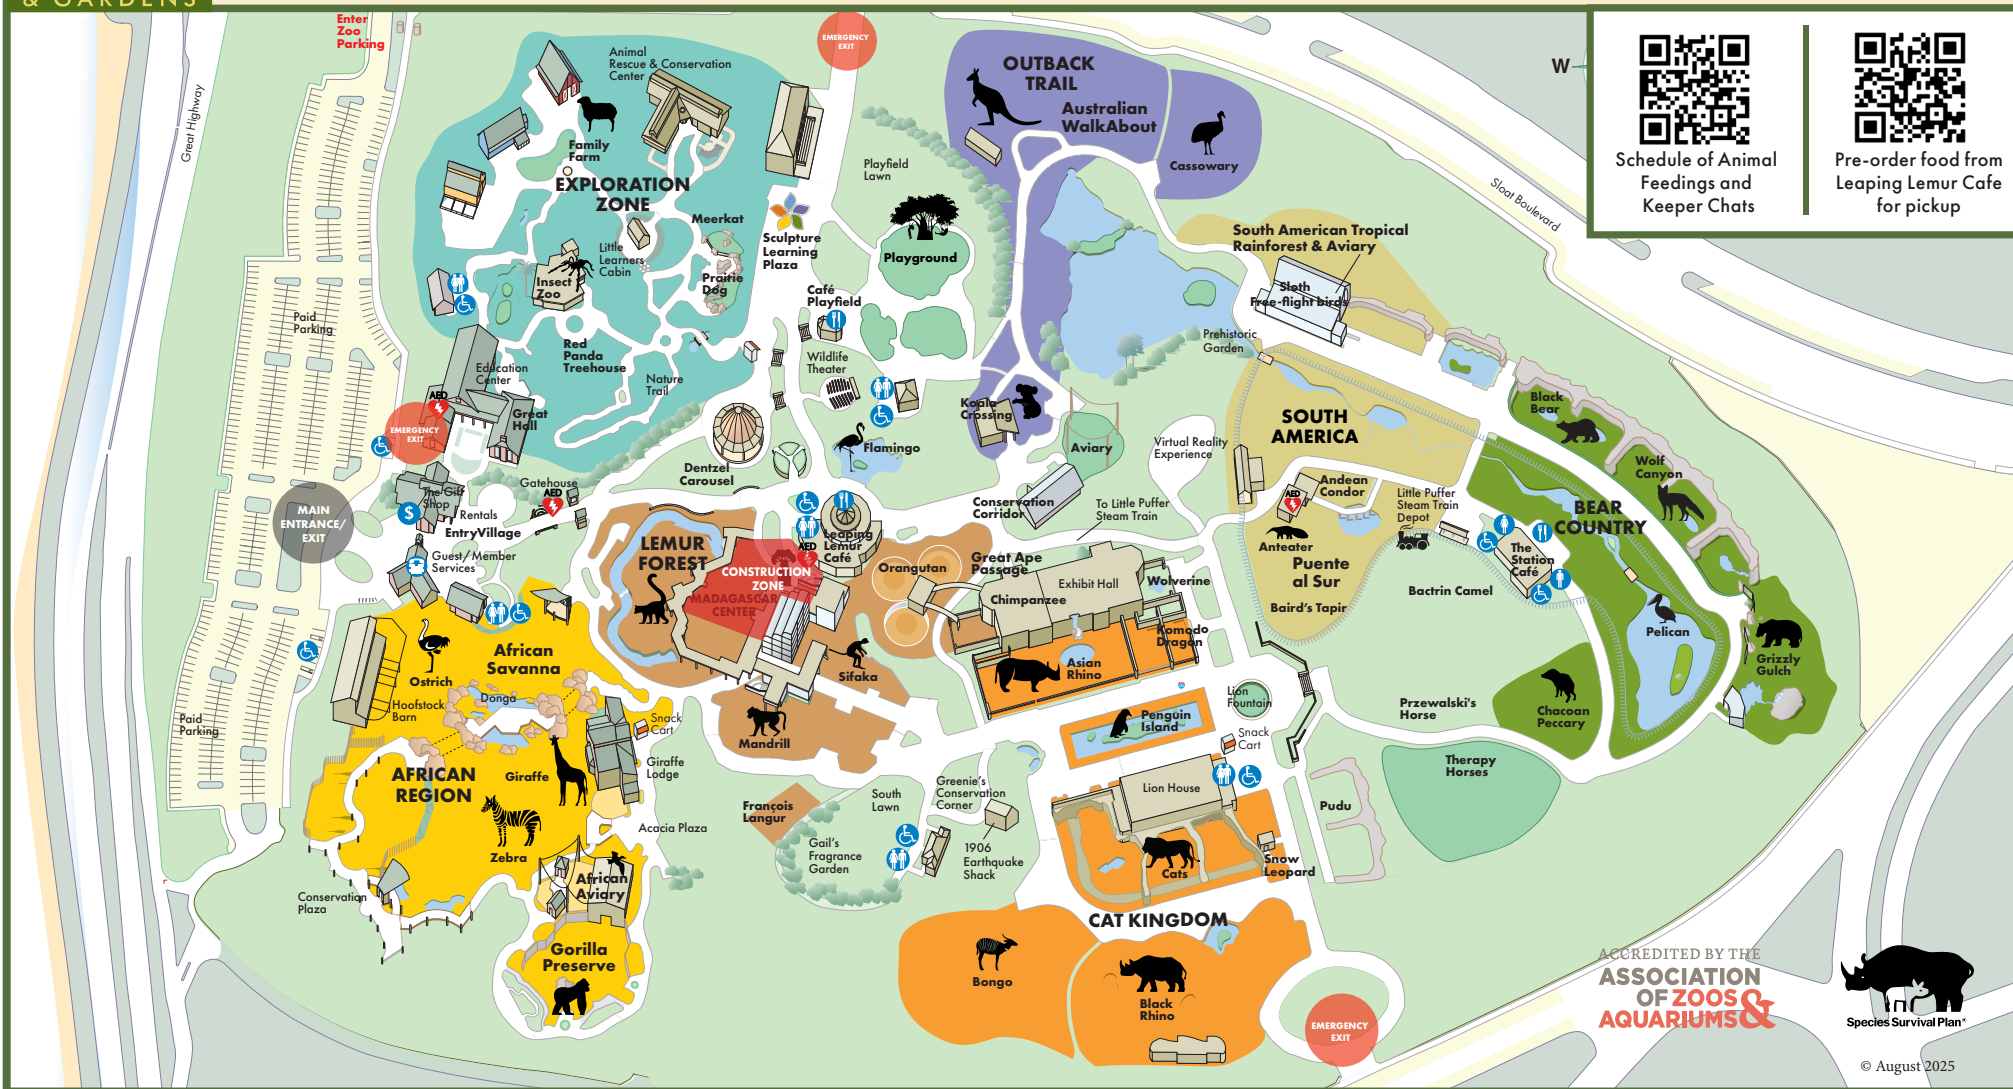 & GARDENS
Enter
Zoo
Parking
Great Highway
EMERGENCY
EXIT
Animal
Rescue & Conservation
Center
Family
Farm
EXPLORATION
ZONE
Meerkat
Little
Learners
Cabin
Prairie
Dog
Insect
Zoo
Red
Panda
Treehouse
Nature
Trail
Education
Center
Great
Hall
AED
EMERGENCY
EXIT
Paid
Parking
Sculpture
Learning
Plaza
Playfield
Lawn
Playground
Café
Playfield
Wildlife
Theater
Flamingo
Dentzel
Carousel
OUTBACK
TRAIL
Australian
WalkAbout
Cassowary
Koala
Crossing
Aviary
Conservation
Corridor
To Little Puffer
Steam Train
Virtual Reality
Experience
Prehistoric
Garden
South American Tropical
Rainforest & Aviary
Sloth
Free-flight birds
Sloat Boulevard
W
Schedule of Animal
Feedings and
Keeper Chats
Pre-order food from
Leaping Lemur Cafe
for pickup
SOUTH
AMERICA
Andean
Condor
AED
Anteater
Puente
al Sur
Baird's Tapir
Little Puffer
Steam Train
Depot
Bactrin Camel
The
Station
Café
Black
Bear
Wolf
Canyon
BEAR
COUNTRY
Pelican
Grizzly
Gulch
Chacoan
Peccary
Przewalski's
Horse
Therapy
Horses
Pudu
MAIN
ENTRANCE/
EXIT
The Gift
Shop
$
Rentals
EntryVillage
Gatehouse
AED
Guest/Member
Services
LEMUR
FOREST
CONSTRUCTION
ZONE
MADAGASCAR
CENTER
AED
Leaping
Lemur
Café
Orangutan
Great Ape
Passage
Exhibit Hall
Chimpanzee
Wolverine
Komodo
Dragon
Asian
Rhino
Sifaka
Mandrill
Penguin
Island
Lion
Fountain
Snack
Cart
Lion House
Cats
Snow
Leopard
CAT KINGDOM
Bongo
Black
Rhino
EMERGENCY
EXIT
African
Savanna
Ostrich
Hoofstock
Barn
Donga
Snack
Cart
Giraffe
Lodge
Giraffe
AFRICAN
REGION
Zebra
Acacia Plaza
African
Aviary
Conservation
Plaza
Gorilla
Preserve
Paid
Parking
François
Langur
South
Lawn
Gail's
Fragrance
Garden
Greenie's
Conservation
Corner
1906
Earthquake
Shack
ACCREDITED BY THE
ASSOCIATION
OF ZOOS
AQUARIUMS &
Species Survival Plan®
© August 2025